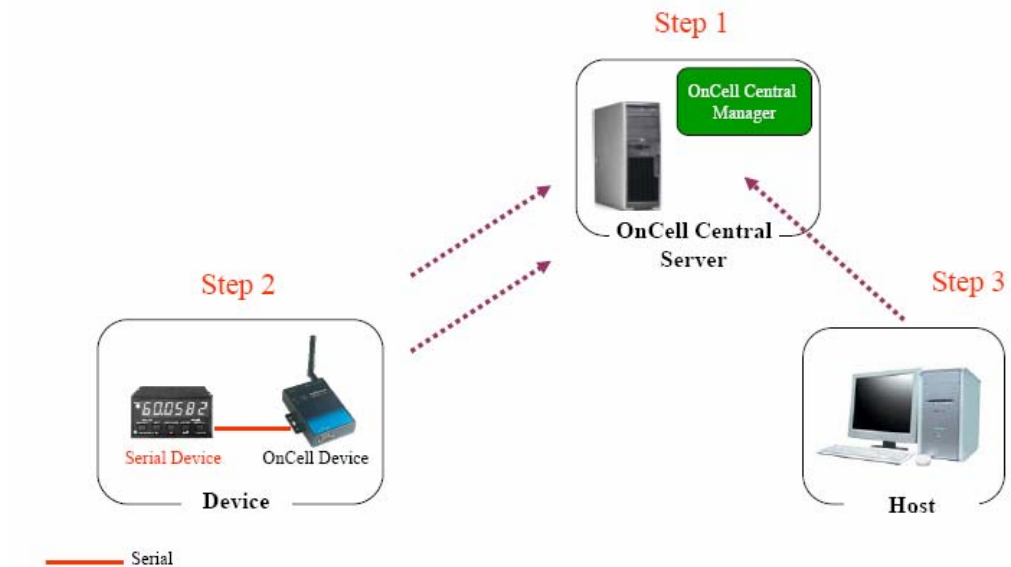 Step 1
OnCell Central
Manager
OnCell Central
Server
Step 2
Step 3
60.0582
Serial Device
OnCell Device
Device
Host
Serial